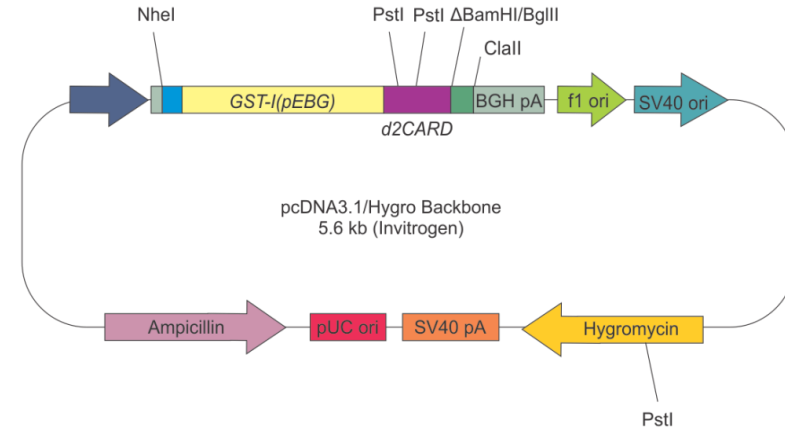 NheI
PstI
PstI
ΔBamHI/BglII
ClaII
GST-I(pEBG)
BGH pA
f1 ori
SV40 ori
d2CARD
pcDNA3.1/Hygro Backbone
5.6 kb (Invitrogen)
Ampicillin
pUC ori
SV40 pA
Hygromycin
PstI